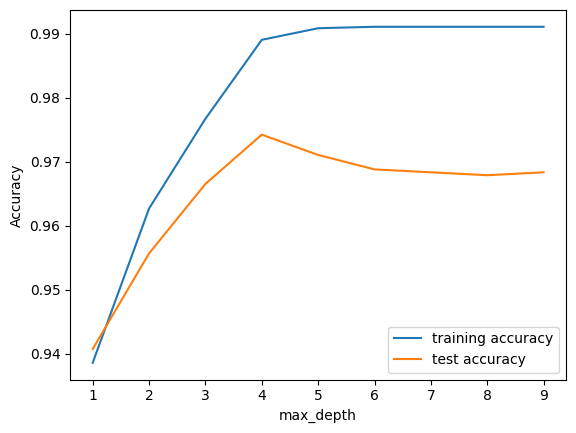 0.99
0.98
0.97
0.96
0.95
0.94
Accuracy
1 2 3 4 5 6 7 8 9
max_depth
training accuracy
test accuracy